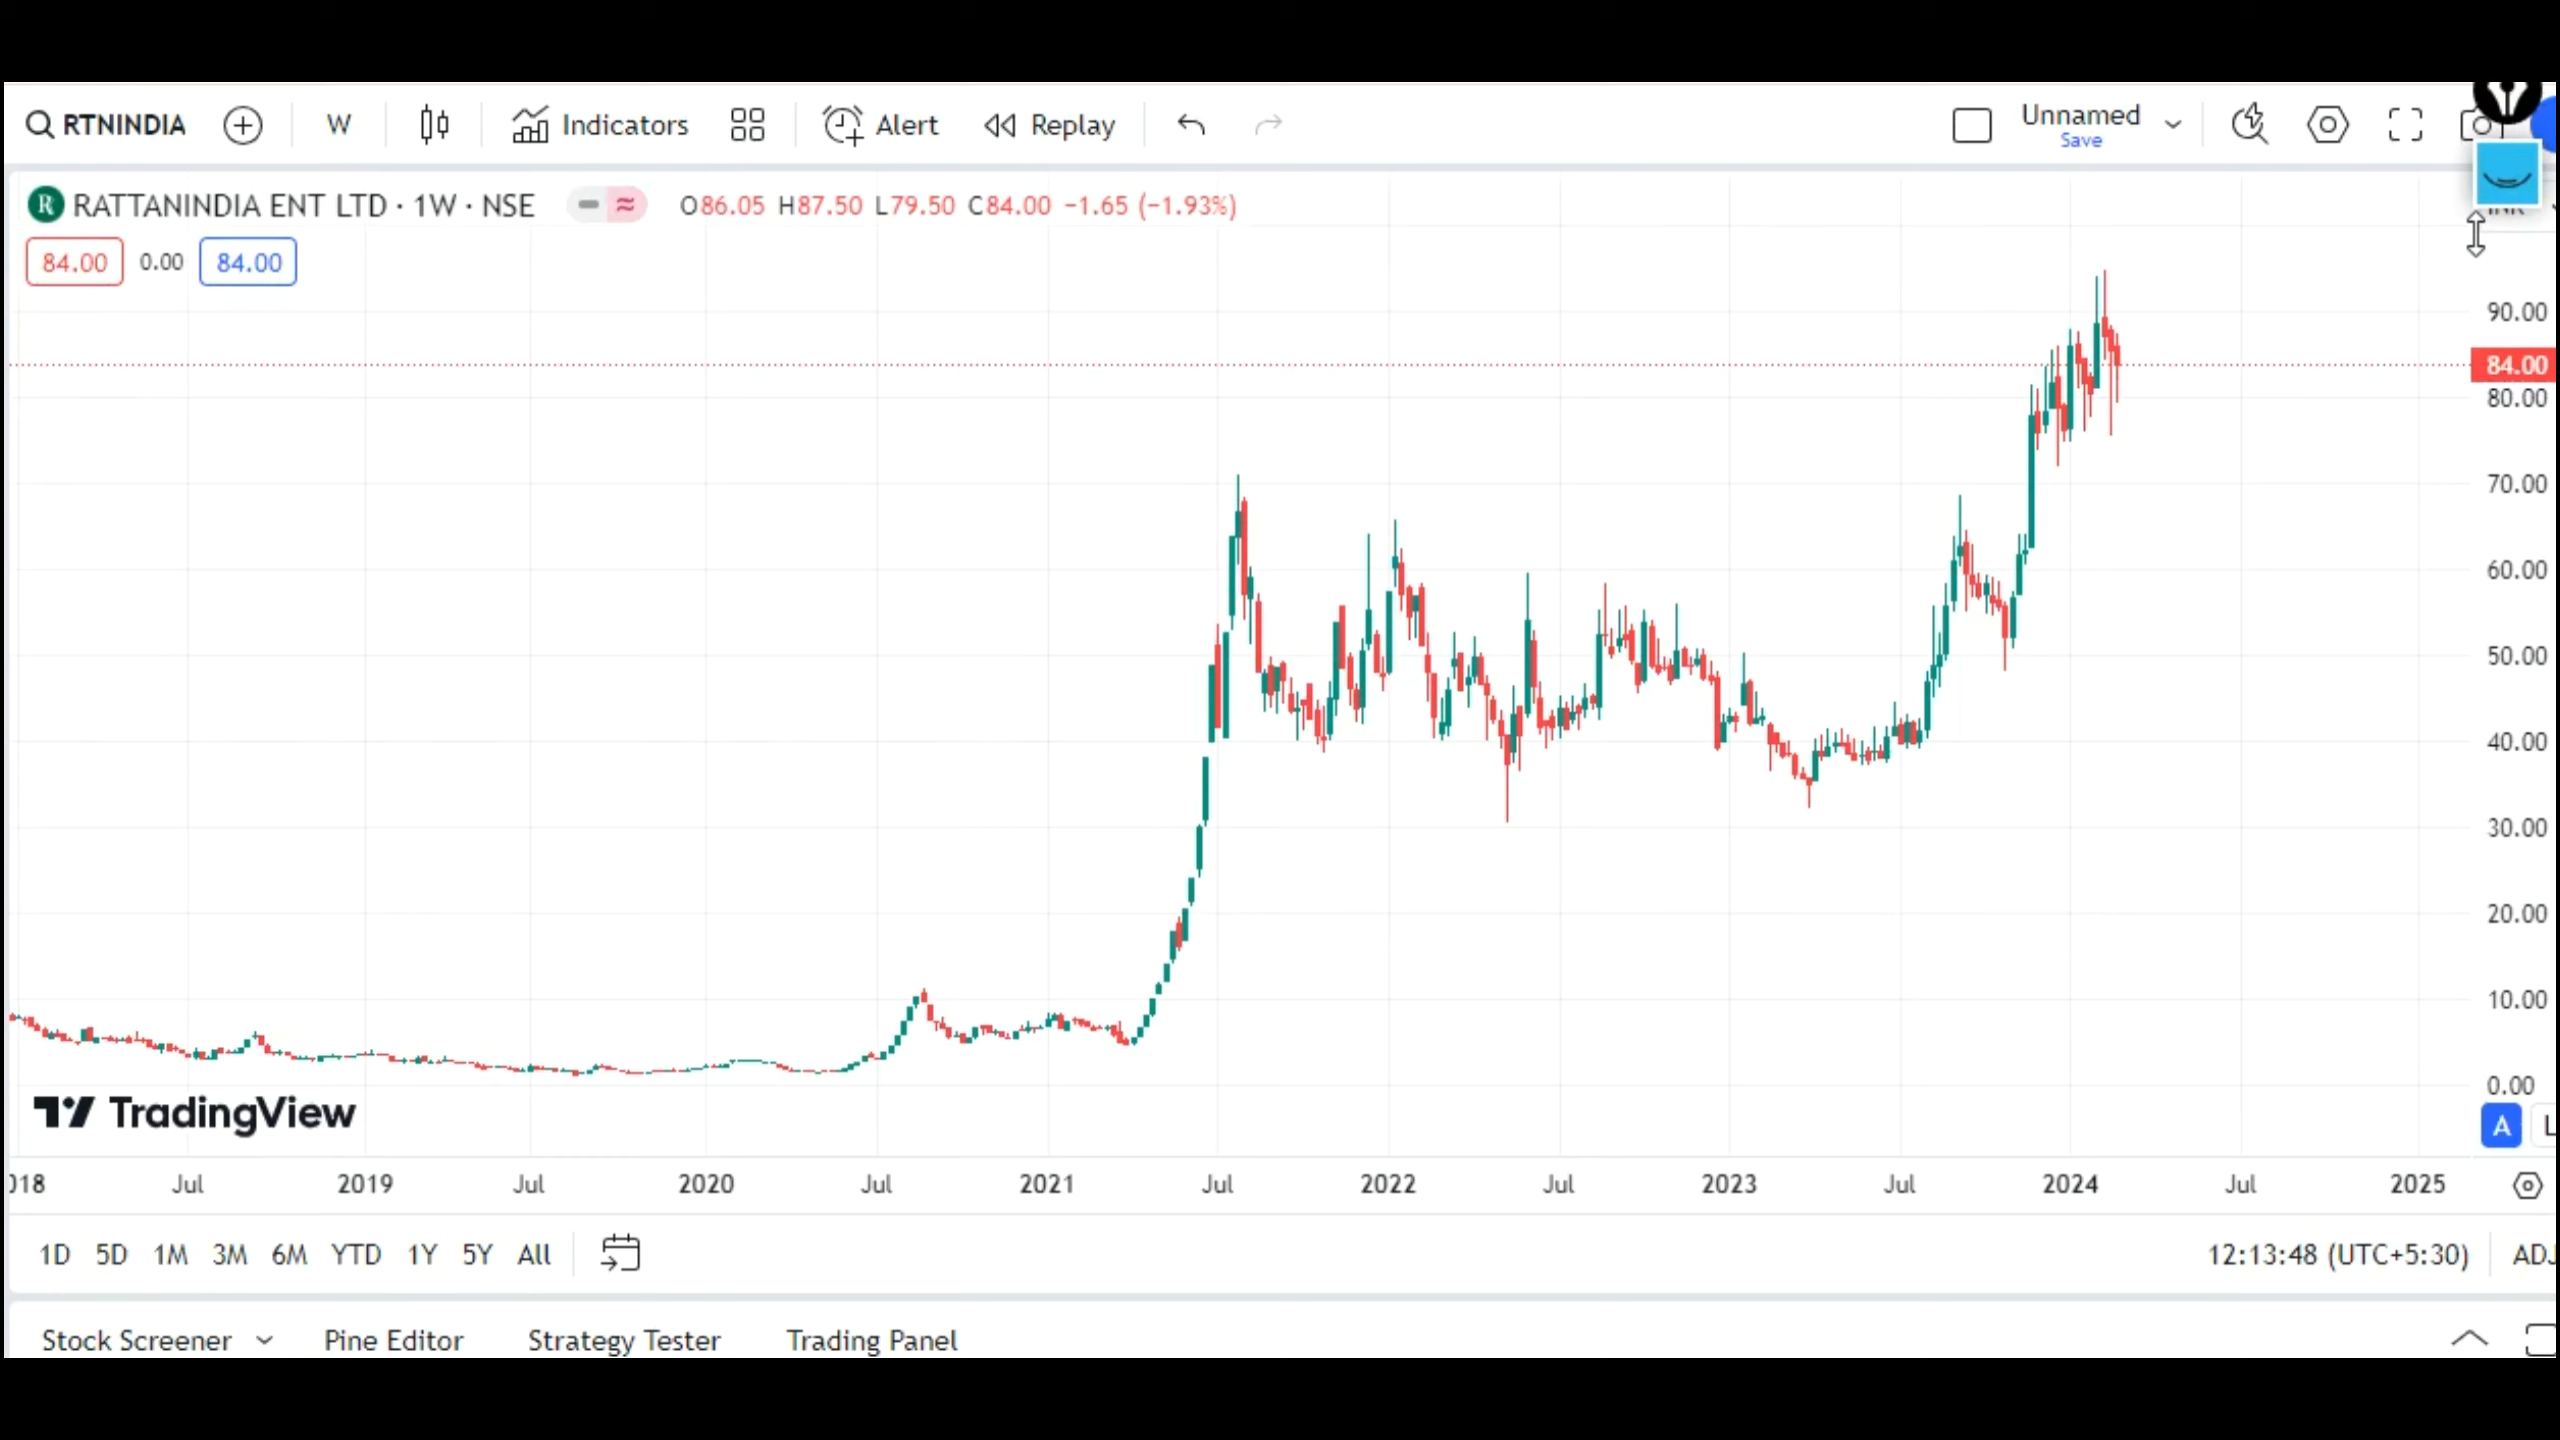 RTNINDIA W Indicators Alert Replay Unnamed
Save
R RATTANINDIA ENT LTD · 1W · NSE O86.05 H87.50 L79.50 C84.00 −1.65 (−1.93%)
84.00 0.00 84.00
90.00
84.00
80.00
70.00
60.00
50.00
40.00
30.00
20.00
10.00
0.00
TradingView
A L
018 Jul 2019 Jul 2020 Jul 2021 Jul 2022 Jul 2023 Jul 2024 Jul 2025
1D 5D 1M 3M 6M YTD 1Y 5Y All 12:13:48 (UTC+5:30) ADJ
Stock Screener Pine Editor Strategy Tester Trading Panel